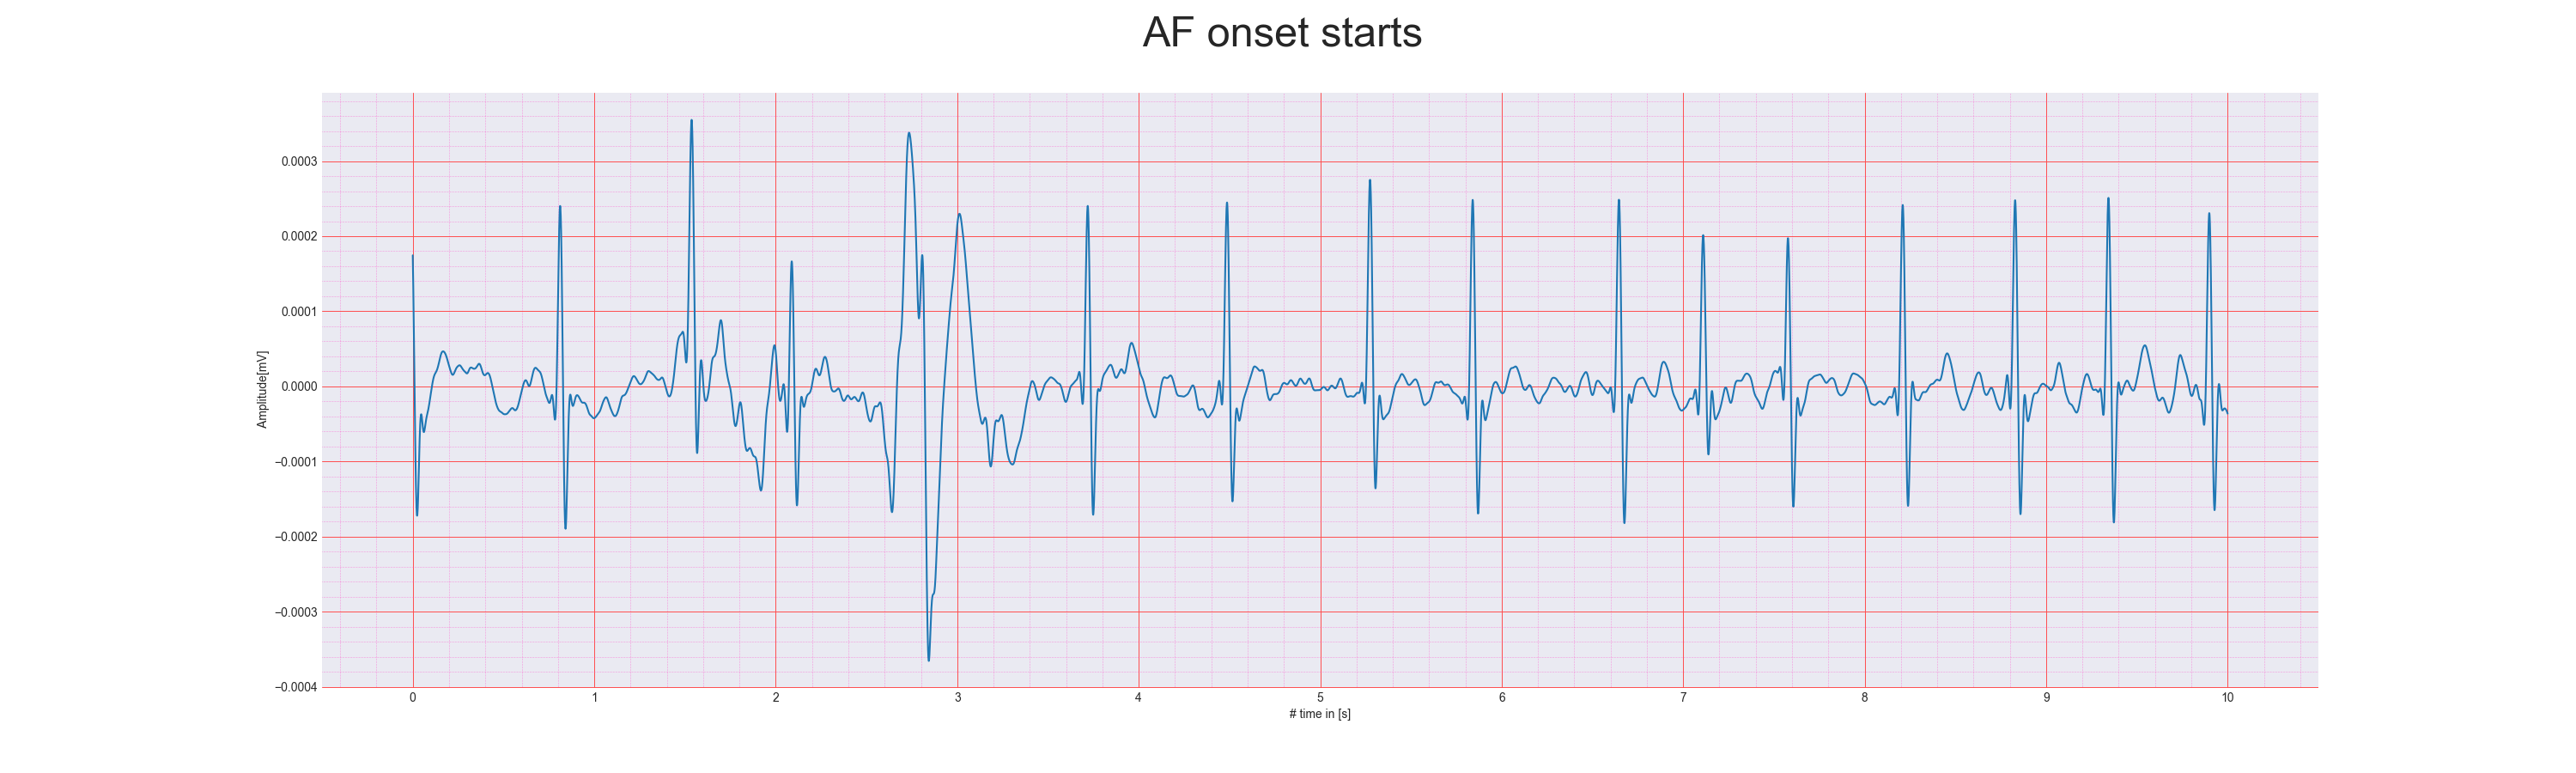 AF onset starts
Amplitude[mV]
0.0003
0.0002
0.0001
0.0000
−0.0001
−0.0002
−0.0003
−0.0004
0 1 2 3 4 5 6 7 8 9 10
# time in [s]